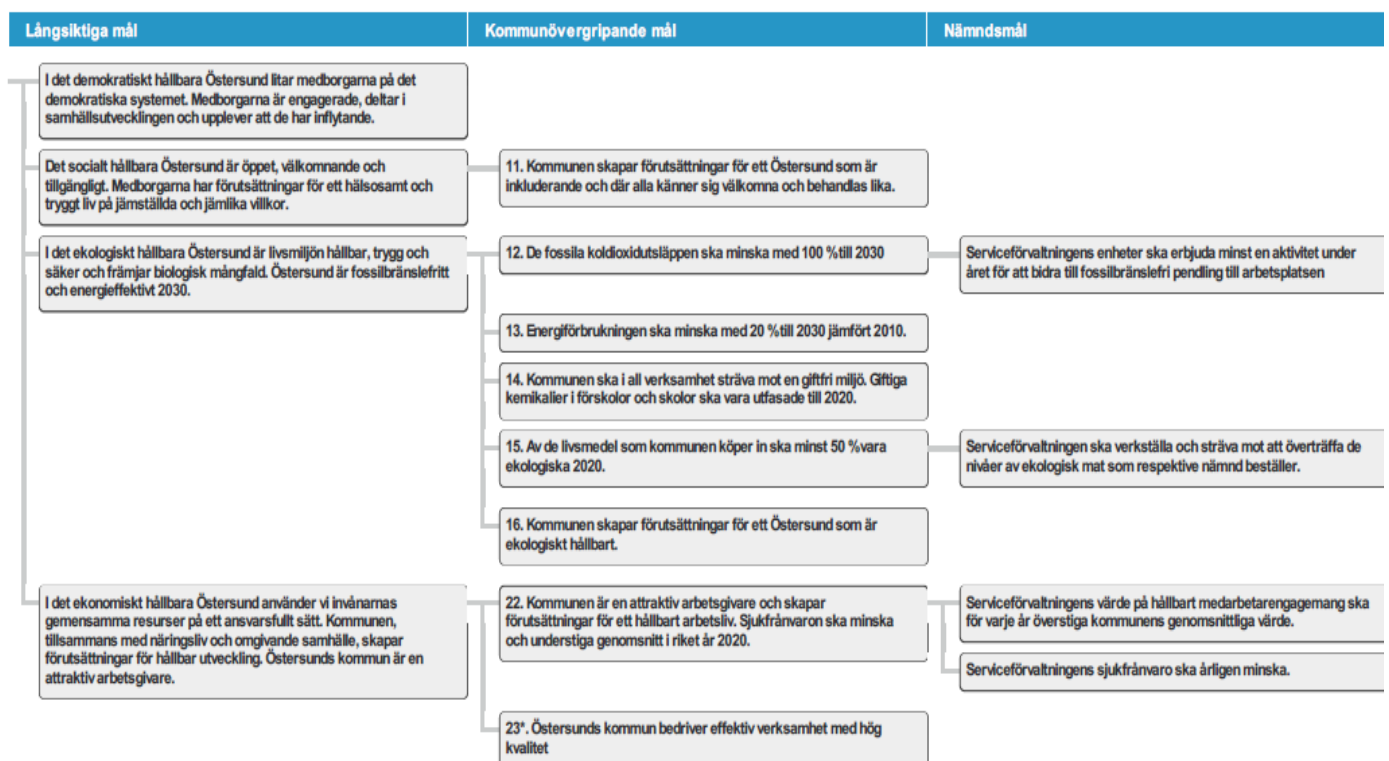 Långsiktiga mål
Kommunövergripande mål
Nämndsmål
I det demokratiskt hållbara Östersund litar medborgarna på det
demokratiska systemet. Medborgarna är engagerade, deltar i
samhällsutvecklingen och upplever att de har inflytande.
Det socialt hållbara Östersund är öppet, välkomnande och
tillgängligt. Medborgarna har förutsättningar för ett hälsosamt och
tryggt liv på jämställda och jämlika villkor.
11. Kommunen skapar förutsättningar för ett Östersund som är
inkluderande och där alla känner sig välkomna och behandlas lika.
I det ekologiskt hållbara Östersund är livsmiljön hållbar, trygg och
säker och främjar biologisk mångfald. Östersund är fossilbränslefritt
och energieffektivt 2030.
12. De fossila koldioxidutsläppen ska minska med 100 %till 2030
Serviceförvaltningens enheter ska erbjuda minst en aktivitet under
året för att bidra till fossilbränslefri pendling till arbetsplatsen
13. Energiförbrukningen ska minska med 20 %till 2030 jämfört 2010.
14. Kommunen ska i all verksamhet sträva mot en giftfri miljö. Giftiga
kemikalier i förskolor och skolor ska vara utfasade till 2020.
15. Av de livsmedel som kommunen köper in ska minst 50 %vara
ekologiska 2020.
Serviceförvaltningen ska verkställa och sträva mot att överträffa de
nivåer av ekologisk mat som respektive nämnd beställer.
16. Kommunen skapar förutsättningar för ett Östersund som är
ekologiskt hållbart.
I det ekonomiskt hållbara Östersund använder vi invånarnas
gemensamma resurser på ett ansvarsfullt sätt. Kommunen,
tillsammans med näringsliv och omgivande samhälle, skapar
förutsättningar för hållbar utveckling. Östersunds kommun är en
attraktiv arbetsgivare.
22. Kommunen är en attraktiv arbetsgivare och skapar
förutsättningar för ett hållbart arbetsliv. Sjukfrånvaron ska minska
och understiga genomsnitt i riket år 2020.
Serviceförvaltningens värde på hållbart medarbetarengagemang ska
för varje år överstiga kommunens genomsnittliga värde.
Serviceförvaltningens sjukfrånvaro ska årligen minska.
23*. Östersunds kommun bedriver effektiv verksamhet med hög
kvalitet